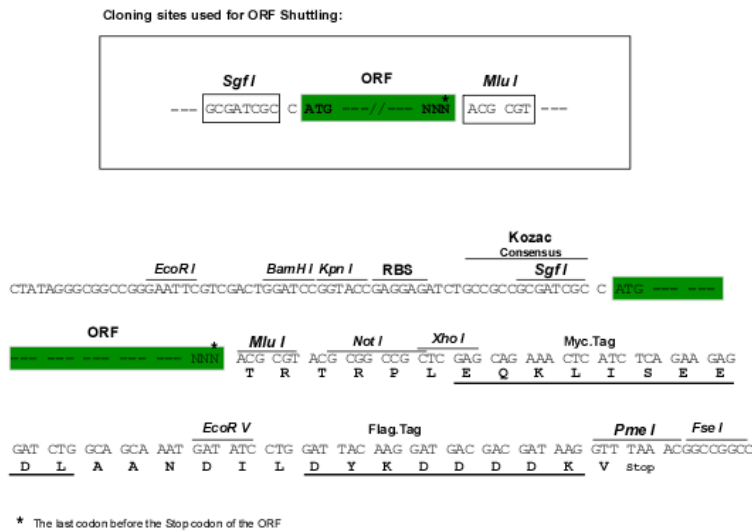 Cloning sites used for ORF Shuttling:
Sgf I ORF Mlu I
--- GCGATCGC C ATG ---//--- NNN* ACG CGT ---
Kozac
Consensus
EcoR I BamH I Kpn I RBS Sgf I
CTATAGGGCGGCCGGGAATTCGTCGACTGGATCCGGTACCGAGGAGATCTGCCGCCGCGATCGC C ATG --- --- ---
ORF Mlu I Not I Xho I Myc.Tag
--- --- --- --- --- --- NNN* ACG CGT ACG CGG CCG CTC GAG CAG AAA CTC ATC TCA GAA GAG
T R T R P L E Q K L I S E E
EcoR V Flag.Tag Pme I Fse I
GAT CTG GCA GCA AAT GAT ATC CTG GAT TAC AAG GAT GAC GAC GAT AAG GTT TAA ACGGCCGGCC
D L A A N D I L D Y K D D D D K V Stop
* The last codon before the Stop codon of the ORF